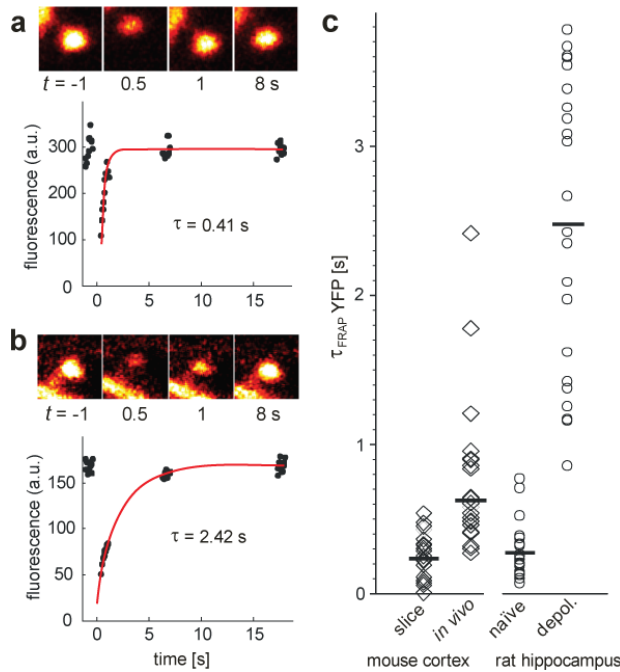 a
t = -1 0.5 1 8 s
fluorescence (a.u.)
300
200
100
τ = 0.41 s
0 5 10 15
b
t = -1 0.5 1 8 s
fluorescence (a.u.)
150
100
50
0
τ = 2.42 s
0 5 10 15
time [s]
c
τFRAP YFP [s]
3
2
1
0
slice
in vivo
naïve
depol.
mouse cortex
rat hippocampus